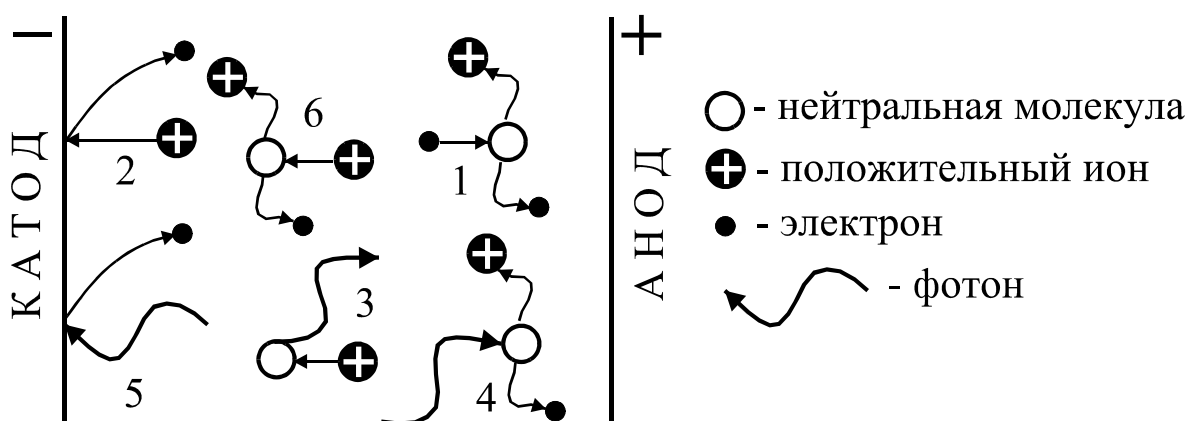 −
КАТОД
2
6
5
3
1
4
+
АНОД
- нейтральная молекула
- положительный ион
- электрон
- фотон